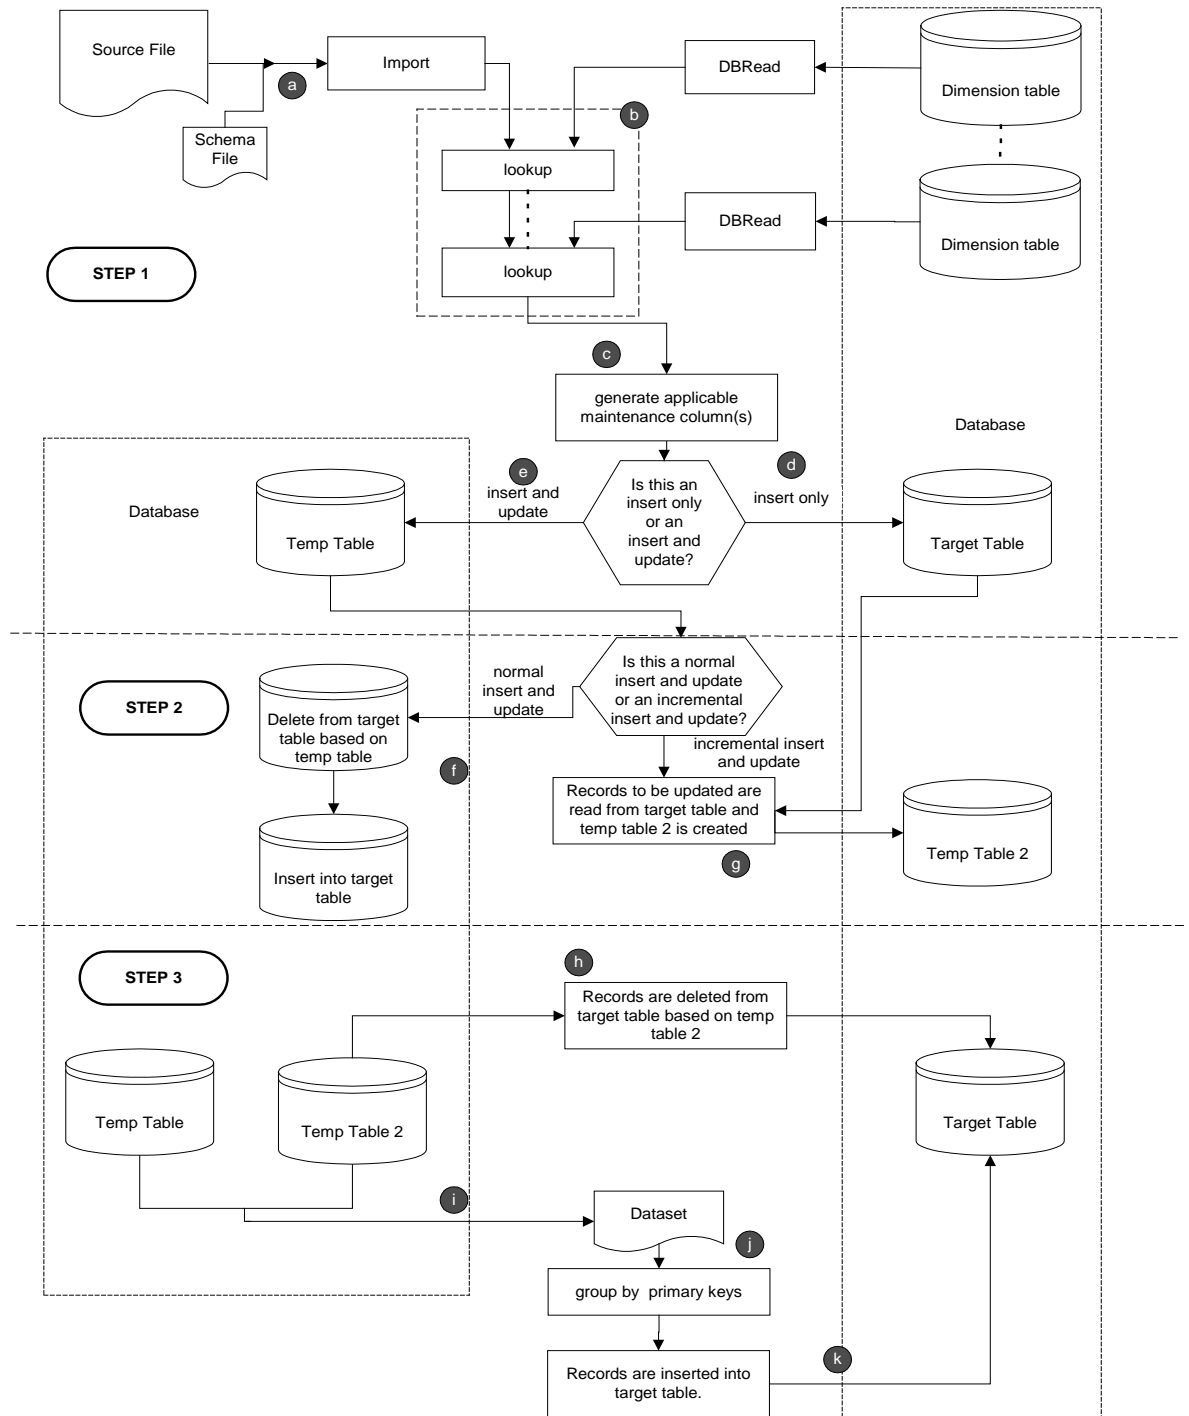 Source File
a
Import
DBRead
Dimension table
Schema
File
b
lookup
DBRead
Dimension table
lookup
STEP 1
c
generate applicable
maintenance column(s)
Database
d
e
insert and
update
Is this an
insert only
or an
insert and
update?
insert only
Database
Temp Table
Target Table
STEP 2
normal
insert and
update
Is this a normal
insert and update
or an incremental
insert and update?
Delete from target
table based on
temp table
incremental insert
and update
f
Records to be updated are
read from target table and
temp table 2 is created
g
Temp Table 2
Insert into target
table
STEP 3
h
Records are deleted from
target table based on temp
table 2
Temp Table
Temp Table 2
Target Table
i
Dataset
j
group by primary keys
k
Records are inserted into
target table.